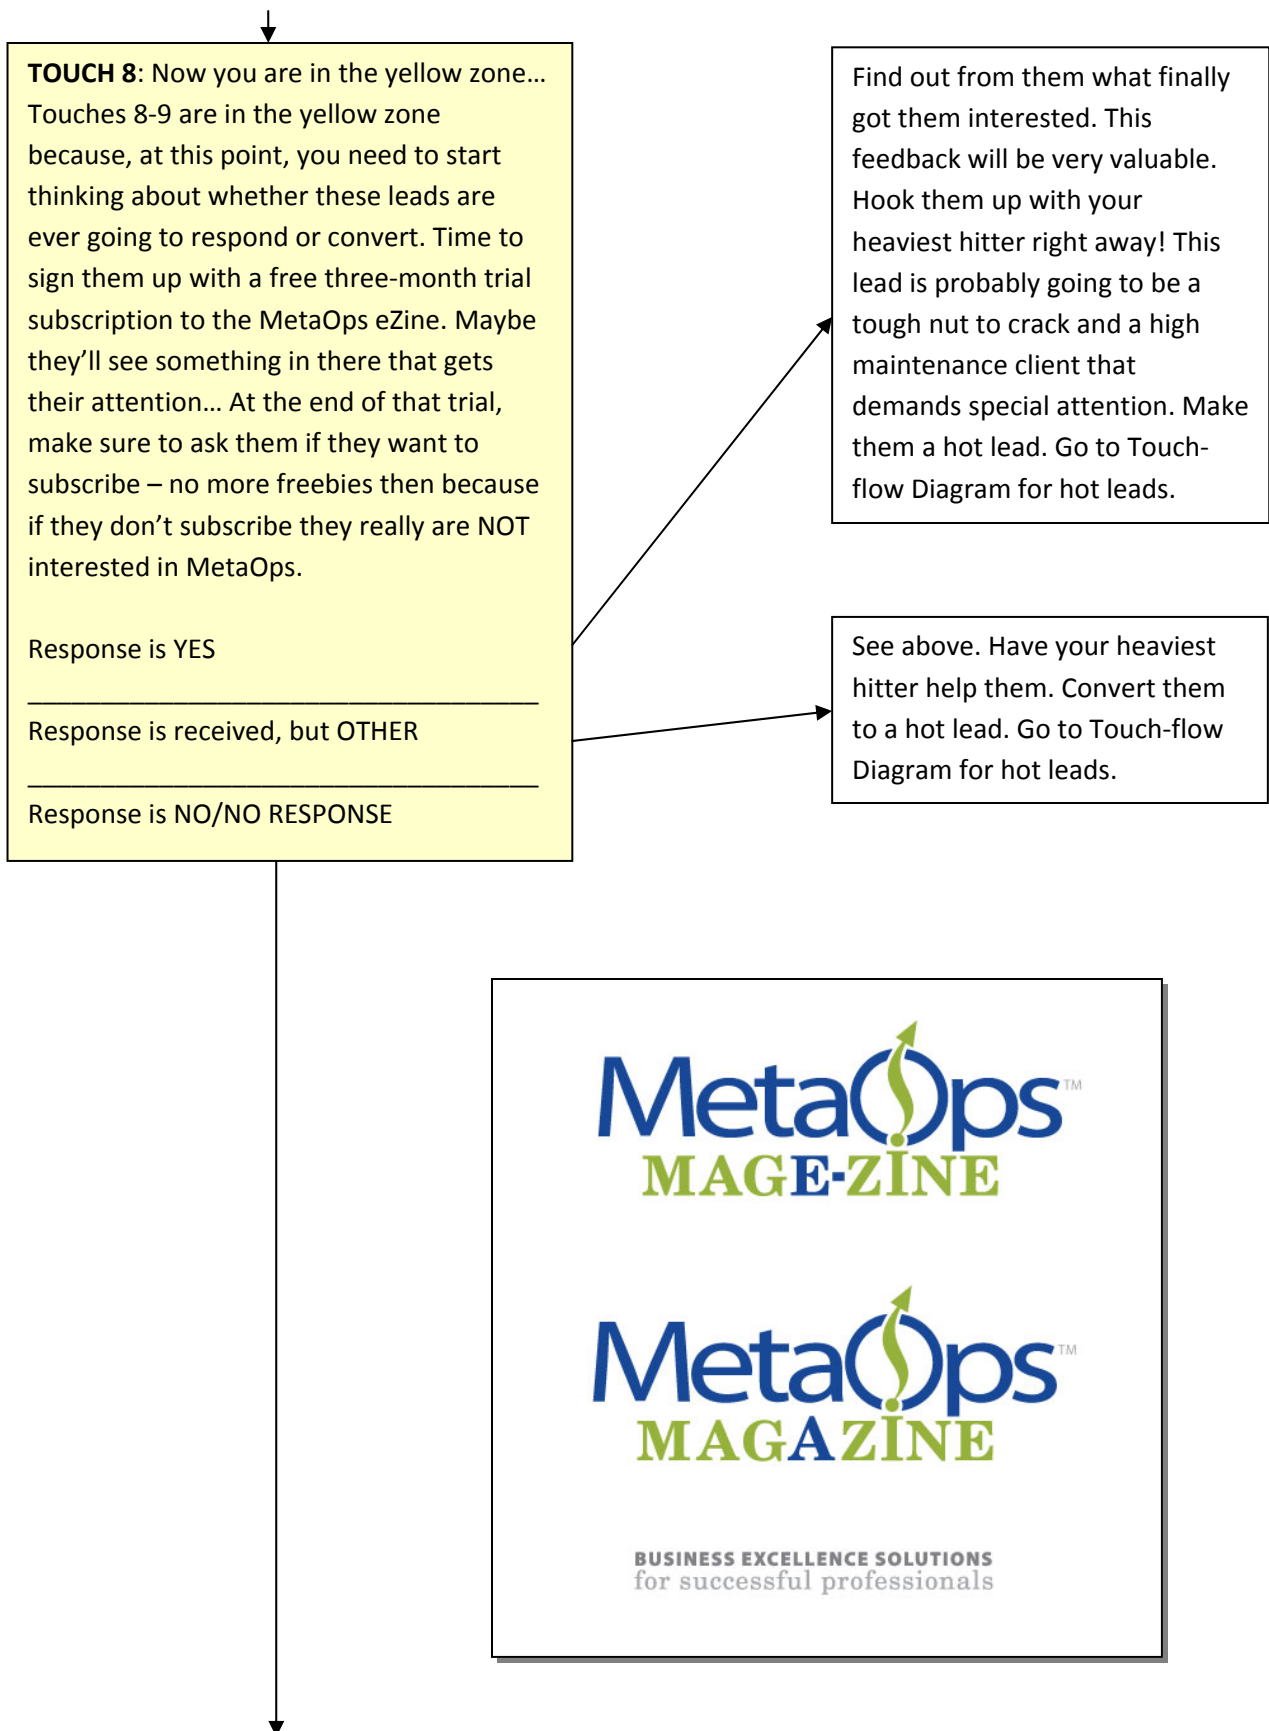 TOUCH 8: Now you are in the yellow zone…
Touches 8-9 are in the yellow zone
because, at this point, you need to start
thinking about whether these leads are
ever going to respond or convert. Time to
sign them up with a free three-month trial
subscription to the MetaOps eZine. Maybe
they’ll see something in there that gets
their attention… At the end of that trial,
make sure to ask them if they want to
subscribe – no more freebies then because
if they don’t subscribe they really are NOT
interested in MetaOps.
Response is YES
___________________________________
Response is received, but OTHER
___________________________________
Response is NO/NO RESPONSE
Find out from them what finally
got them interested. This
feedback will be very valuable.
Hook them up with your
heaviest hitter right away! This
lead is probably going to be a
tough nut to crack and a high
maintenance client that
demands special attention. Make
them a hot lead. Go to Touch-
flow Diagram for hot leads.
See above. Have your heaviest
hitter help them. Convert them
to a hot lead. Go to Touch-flow
Diagram for hot leads.
MetaOps™
MAGE-ZINE
MetaOps™
MAGAZINE
BUSINESS EXCELLENCE SOLUTIONS
for successful professionals